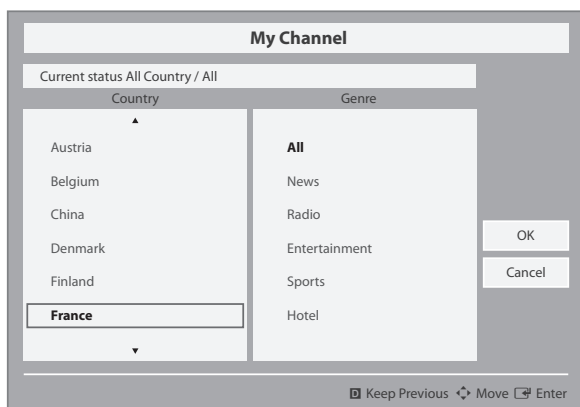 My Channel
Current status All Country / All
Country
Genre
Austria
Belgium
China
Denmark
Finland
France
All
News
Radio
Entertainment
Sports
Hotel
OK
Cancel
D Keep Previous Move Enter